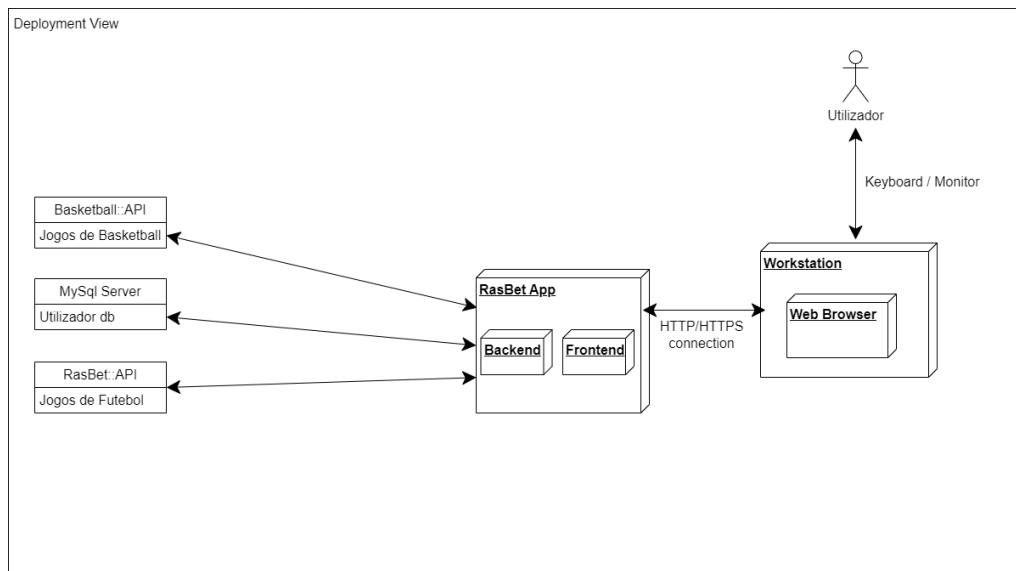 Deployment View
Utilizador
Keyboard / Monitor
Basketball::API
Jogos de Basketball
MySql Server
Utilizador db
RasBet::API
Jogos de Futebol
RasBet App
Backend
Frontend
HTTP/HTTPS
connection
Workstation
Web Browser